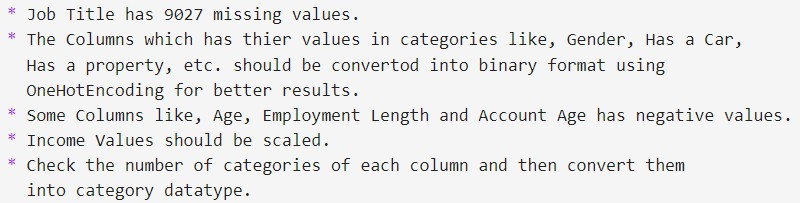 * Job Title has 9027 missing values.
* The Columns which has thier values in categories like, Gender, Has a Car,
Has a property, etc. should be convertod into binary format using
OneHotEncoding for better results.
* Some Columns like, Age, Employment Length and Account Age has negative values.
* Income Values should be scaled.
* Check the number of categories of each column and then convert them
into category datatype.